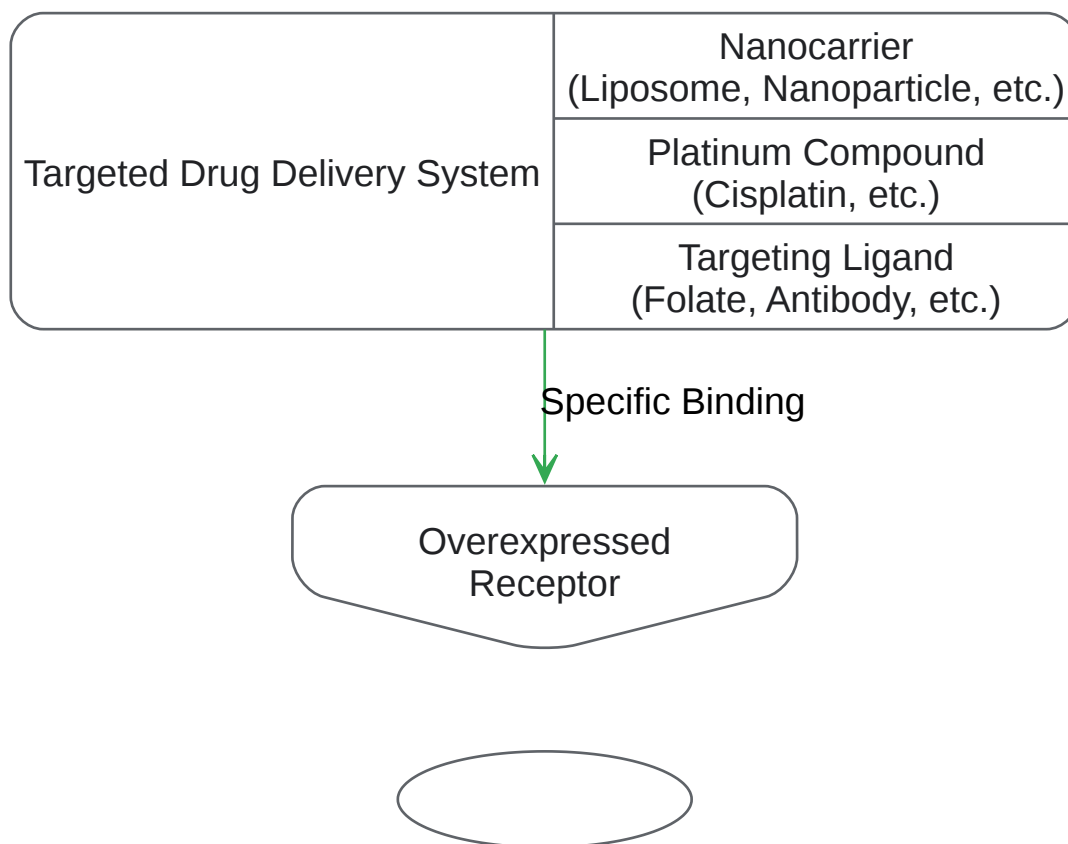 Targeted Drug Delivery System
Nanocarrier
(Liposome, Nanoparticle, etc.)
Platinum Compound
(Cisplatin, etc.)
Targeting Ligand
(Folate, Antibody, etc.)
Specific Binding
Overexpressed
Receptor